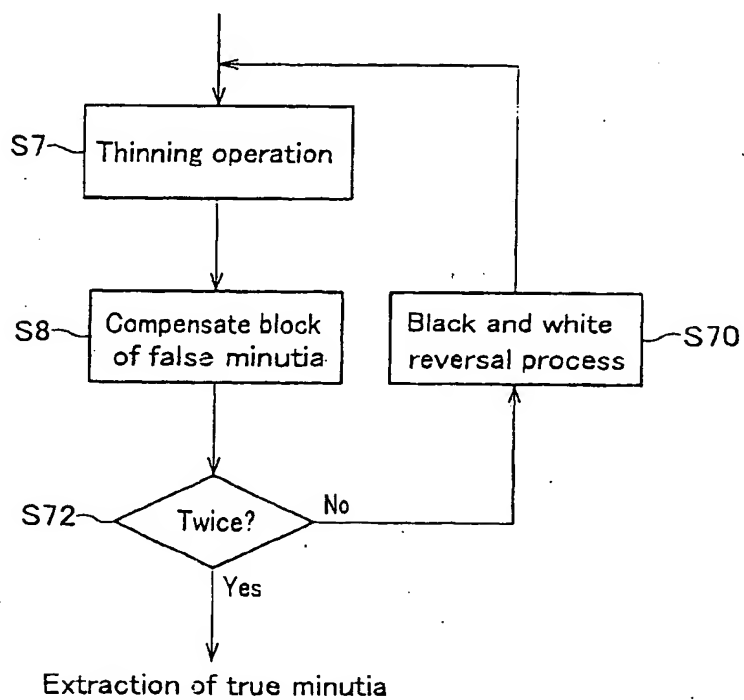 S7
Thinning operation
S8
Compensate block
of false minutia
Black and white
reversal process
S70
S72
Twice?
No
Yes
Extraction of true minutia